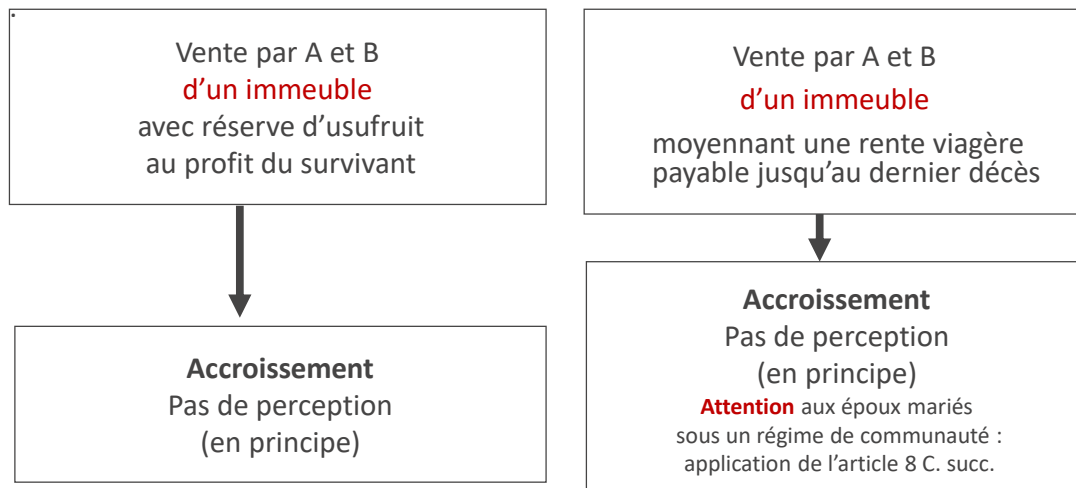 Vente par A et B
d'un immeuble
avec réserve d'usufruit
au profit du survivant
Accroissement
Pas de perception
(en principe)
Vente par A et B
d'un immeuble
moyennant une rente viagère
payable jusqu'au dernier décès
Accroissement
Pas de perception
(en principe)
Attention aux époux mariés
sous un régime de communauté :
application de l'article 8 C. succ.